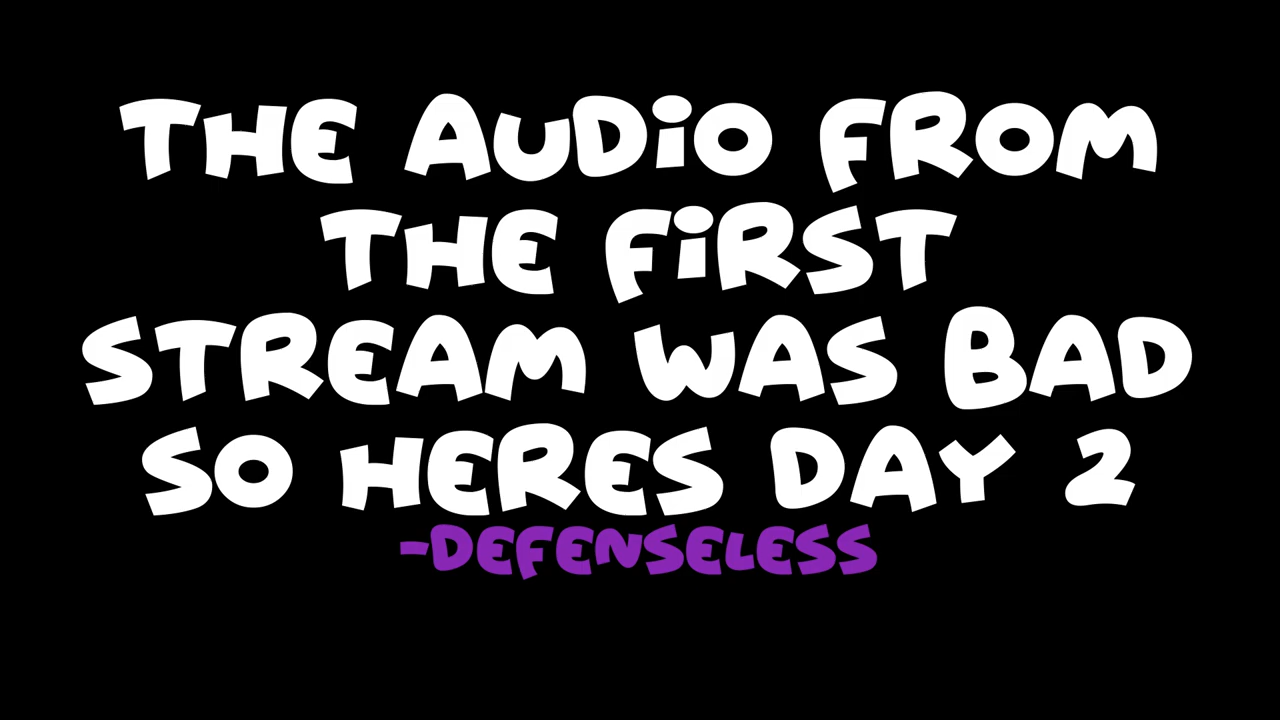 THE AUDIO FROM
THE FIRST
STREAM WAS BAD
SO HERES DAY 2
-DEFENSELESS